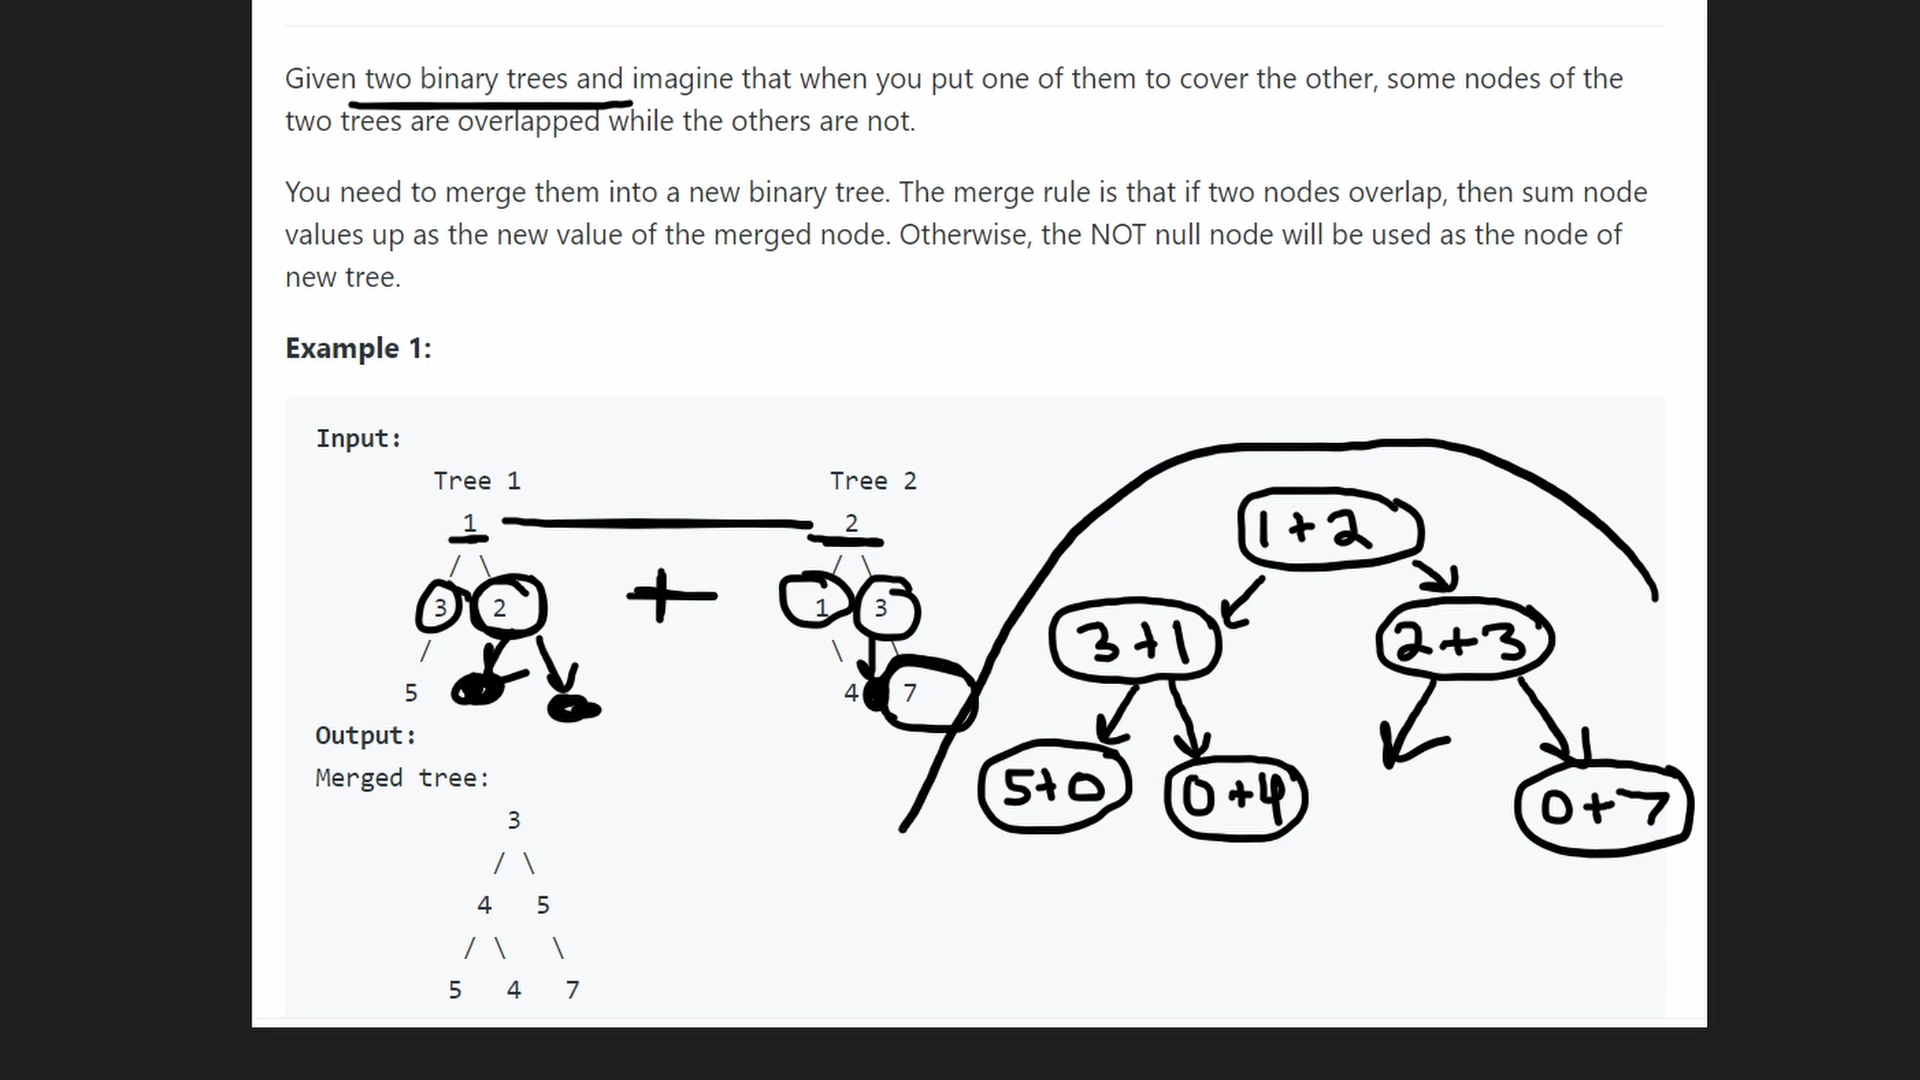 Given two binary trees and imagine that when you put one of them to cover the other, some nodes of the
two trees are overlapped while the others are not.
You need to merge them into a new binary tree. The merge rule is that if two nodes overlap, then sum node
values up as the new value of the merged node. Otherwise, the NOT null node will be used as the node of
new tree.
Example 1:
Input:
Tree 1 Tree 2
1 2
/ \ / \
3 2 + 1 3
/ \ \
5 4 7
Output:
Merged tree:
3
/ \
4 5
/ \ \
5 4 7
1+2
3+1 2+3
5+0 0+4 0+7